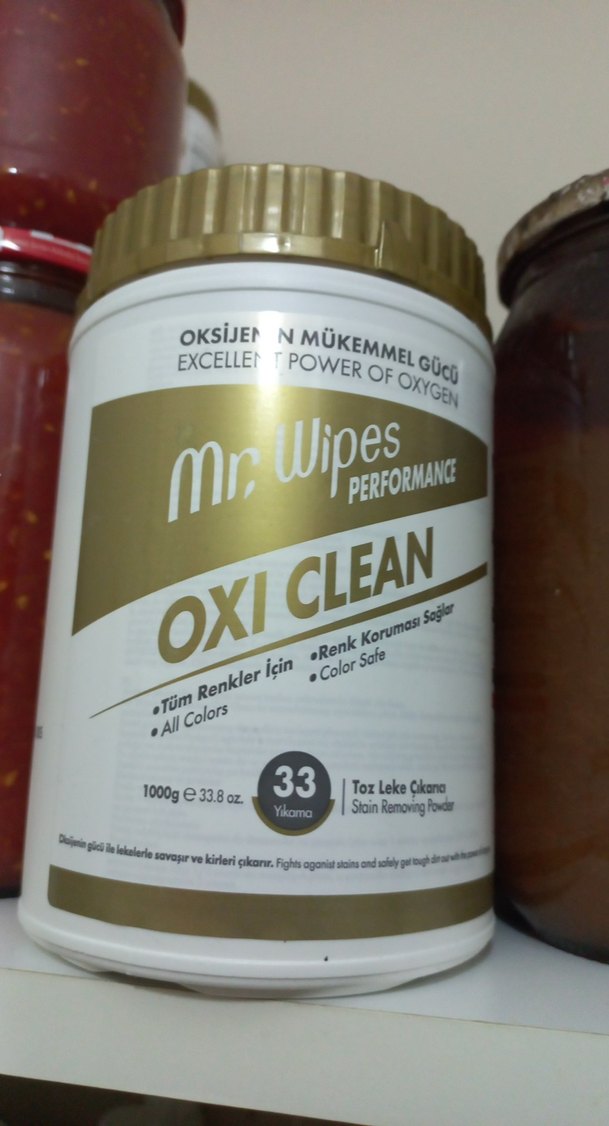 OKSİJENİN MÜKEMMEL GÜCÜ
EXCELLENT POWER OF OXYGEN
Mr. Wipes
PERFORMANCE
OXI CLEAN
•Tüm Renkler İçin •Renk Koruması Sağlar
•All Colors •Color Safe
1000g e 33.8 oz.
33
Yıkama
Toz Leke Çıkarıcı
Stain Removing Powder
Oksijenin gücü ile lekelerle savaşır ve kirleri çıkarır. Fights aganist stains and safely get tough dirt out with the power of